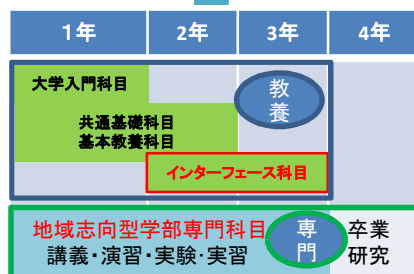 1年 2年 3年 4年
大学入門科目
教養
共通基礎科目
基本教養科目
インターフェース科目
地域志向型学部専門科目
講義・演習・実験・実習
専門
卒業
研究